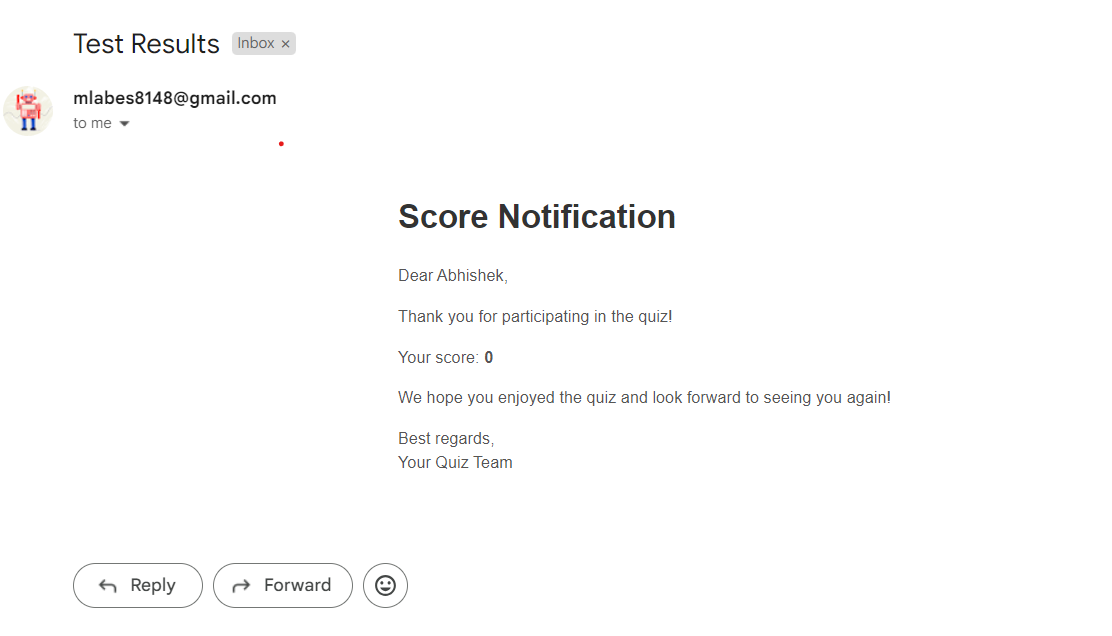 Test Results Inbox ×
mlabes8148@gmail.com
to me
Score Notification
Dear Abhishek,
Thank you for participating in the quiz!
Your score: 0
We hope you enjoyed the quiz and look forward to seeing you again!
Best regards,
Your Quiz Team
Reply Forward